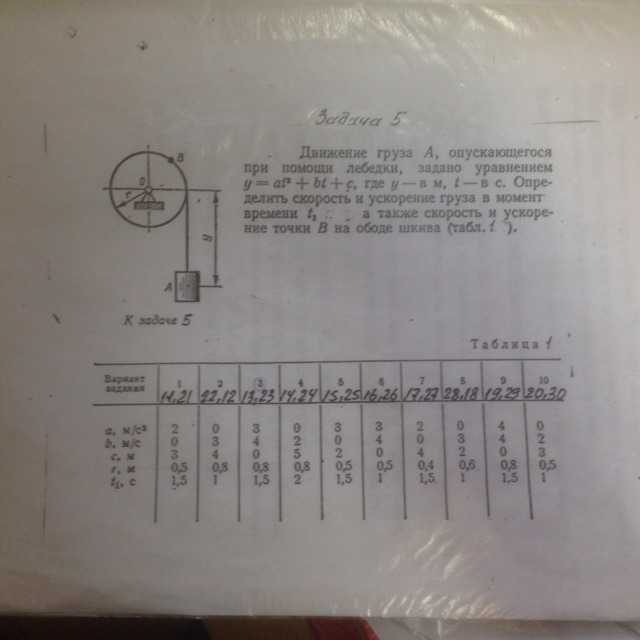 Задача 5
Движение груза A, опускающегося
при помощи лебедки, задано уравнением
y = at² + bt + c, где y — в м, t — в с. Опре-
делить скорость и ускорение груза в момент
времени t₁ а также скорость и ускоре-
ние точки B на ободе шкива (табл. 1).
B
O
r
y
A
К задаче 5
Таблица 1
Вариант задания 1 2 3 4 5 6 7 8 9 10
11,21 22,12 13,23 14,24 15,25 16,26 17,27 28,18 19,29 20,30
a, м/с² 2 0 3 0 3 3 2 0 4 0
b, м/с 0 3 4 2 0 4 0 3 4 2
c, м 3 4 0 5 2 0 4 2 0 3
r, м 0,5 0,8 0,8 0,8 0,5 0,5 0,4 0,6 0,8 0,5
t₁, с 1,5 1 1,5 2 1,5 1 1,5 1 1,5 1